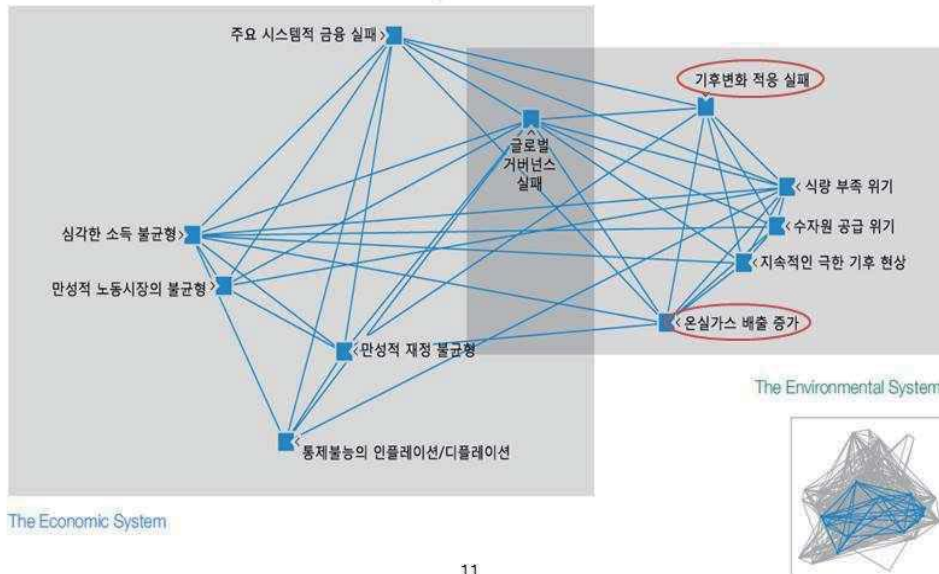 주요 시스템적 금융 실패
기후변화 적응 실패
글로벌
거버넌스
실패
식량 부족 위기
수자원 공급 위기
심각한 소득 불균형
지속적인 극한 기후 현상
만성적 노동시장의 불균형
온실가스 배출 증가
만성적 재정 불균형
The Environmental System
통제불능의 인플레이션/디플레이션
The Economic System
11